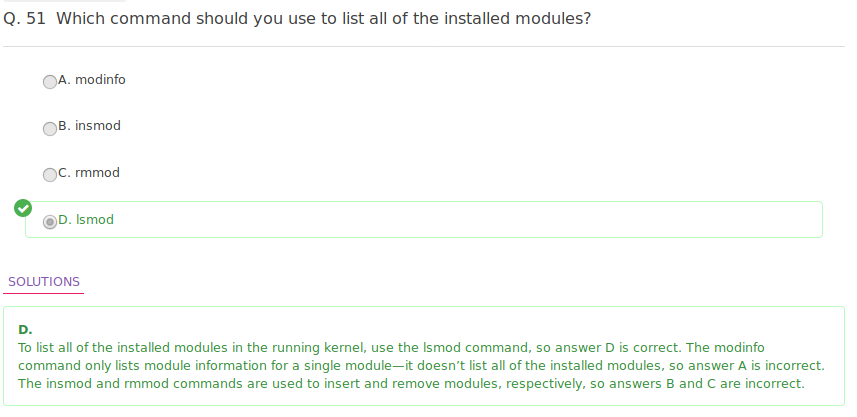 Q. 51  Which command should you use to list all of the installed modules?
A. modinfo
B. insmod
C. rmmod
D. lsmod
SOLUTIONS
D.
To list all of the installed modules in the running kernel, use the lsmod command, so answer D is correct. The modinfo
command only lists module information for a single module—it doesn’t list all of the installed modules, so answer A is incorrect.
The insmod and rmmod commands are used to insert and remove modules, respectively, so answers B and C are incorrect.